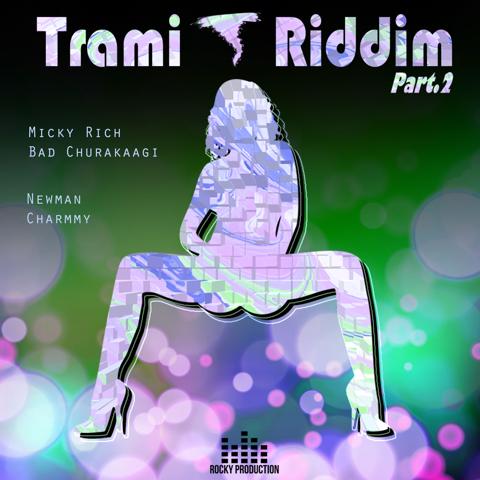 Trami Riddim
Part.2
Micky Rich
Bad Churakaagi
Newman
Charmmy
ROCKY PRODUCTION